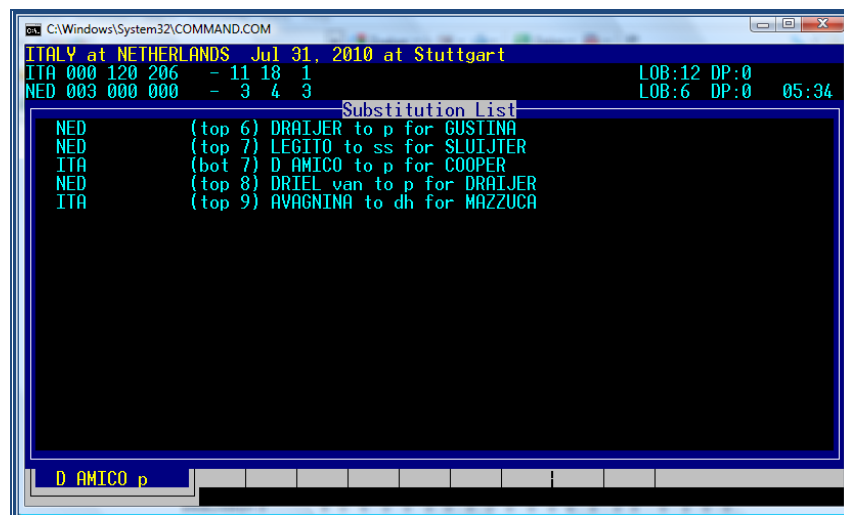 C:\Windows\System32\COMMAND.COM
ITALY at NETHERLANDS Jul 31, 2010 at Stuttgart
ITA 000 120 206 - 11 18 1 LOB:12 DP:0
NED 003 000 000 - 3 4 3 LOB:6 DP:0 05:34
Substitution List
NED (top 6) DRAIJER to p for GUSTINA
NED (top 7) LEGITO to ss for SLUIJTER
ITA (bot 7) D AMICO to p for COOPER
NED (top 8) DRIEL van to p for DRAIJER
ITA (top 9) AVAGNINA to dh for MAZZUCA
D AMICO p